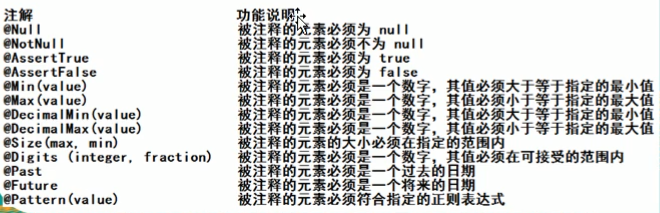 注解 功能说明
@Null 被注释的元素必须为 null
@NotNull 被注释的元素必须不为 null
@AssertTrue 被注释的元素必须为 true
@AssertFalse 被注释的元素必须为 false
@Min(value) 被注释的元素必须是一个数字，其值必须大于等于指定的最小值
@Max(value) 被注释的元素必须是一个数字，其值必须小于等于指定的最大值
@DecimalMin(value) 被注释的元素必须是一个数字，其值必须大于等于指定的最小值
@DecimalMax(value) 被注释的元素必须是一个数字，其值必须小于等于指定的最大值
@Size(max, min) 被注释的元素的大小必须在指定的范围内
@Digits (integer, fraction) 被注释的元素必须是一个数字，其值必须在可接受的范围内
@Past 被注释的元素必须是一个过去的日期
@Future 被注释的元素必须是一个将来的日期
@Pattern(value) 被注释的元素必须符合指定的正则表达式